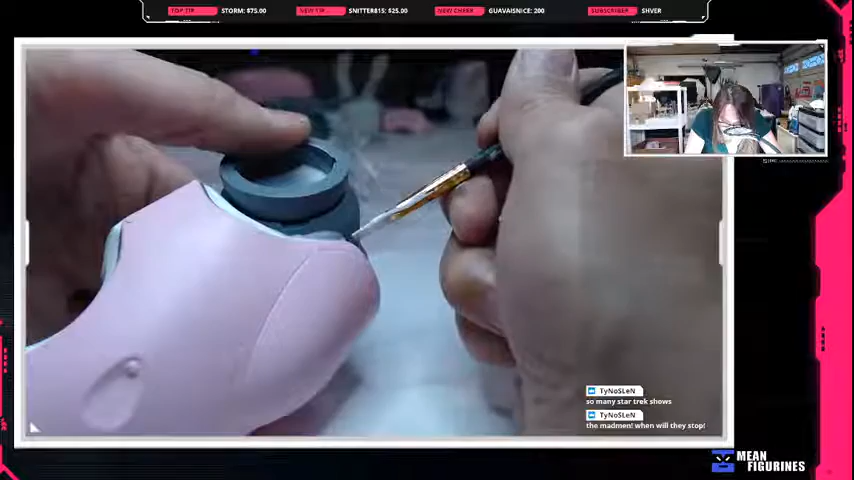 TOP TIP STORM: $75.00 NEW TIP SNITTER815: $25.00 NEW CHEER GUAVAISNICE: 200 SUBSCRIBER SHVER
TyNoSLeN
so many star trek shows
TyNoSLeN
the madmen! when will they stop!
MEAN
FIGURINES